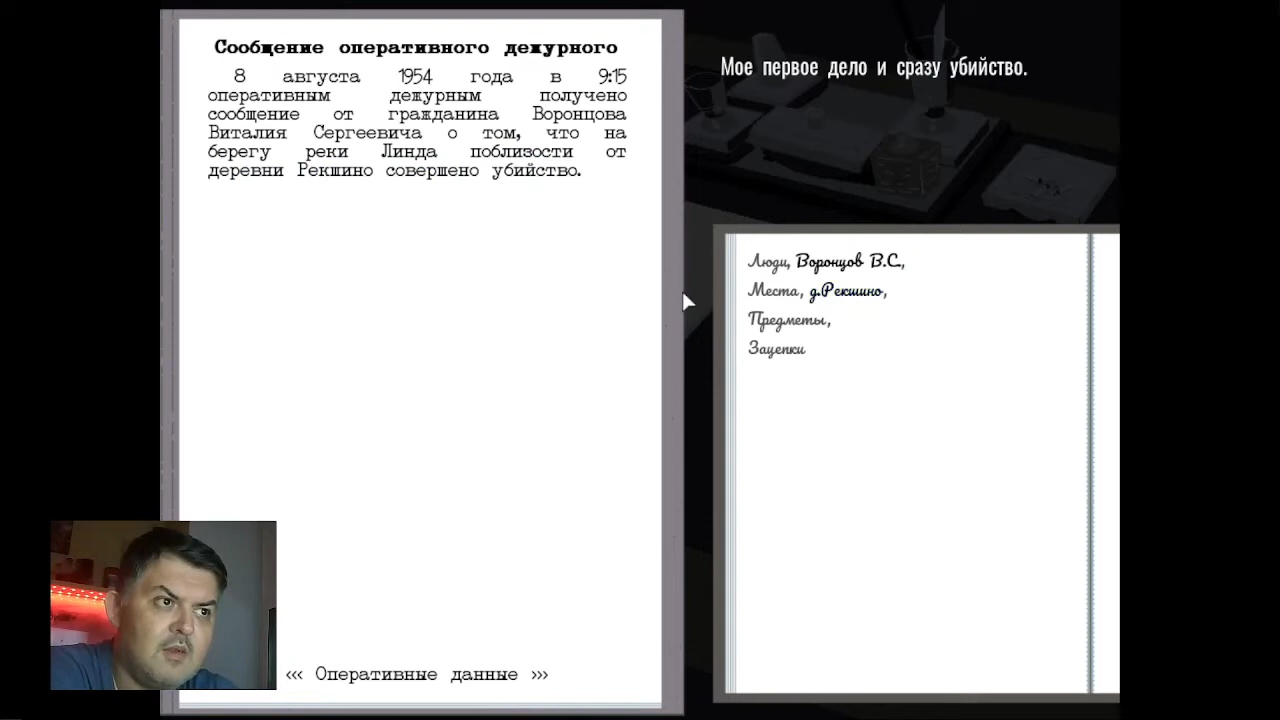 Сообщение оперативного дежурного
8 августа 1954 года в 9:15
оперативным дежурным получено
сообщение от гражданина Воронцова
Виталия Сергеевича о том, что на
берегу реки Линда поблизости от
деревни Рекшино совершено убийство.
‹‹‹ Оперативные данные ›››
Мое первое дело и сразу убийство.
Люди, Воронцов В.С.,
Места, д.Рекшино,
Предметы,
Зацепки